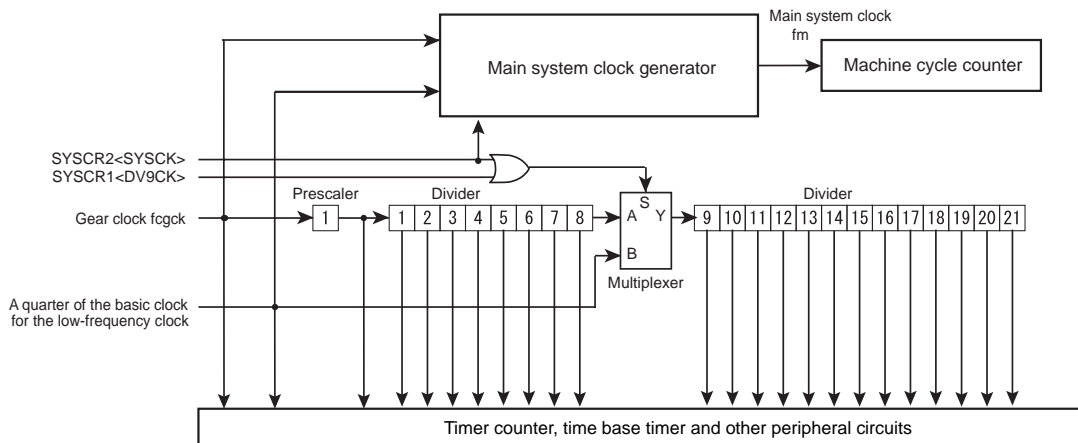 Main system clock
fm
Main system clock generator
Machine cycle counter
SYSCR2<SYSCK>
SYSCR1<DV9CK>
Prescaler
Divider
S
Divider
Gear clock fcgck
1
1 2 3 4 5 6 7 8
A
Y
9 10 11 12 13 14 15 16 17 18 19 20 21
B
Multiplexer
A quarter of the basic clock
for the low-frequency clock
Timer counter, time base timer and other peripheral circuits